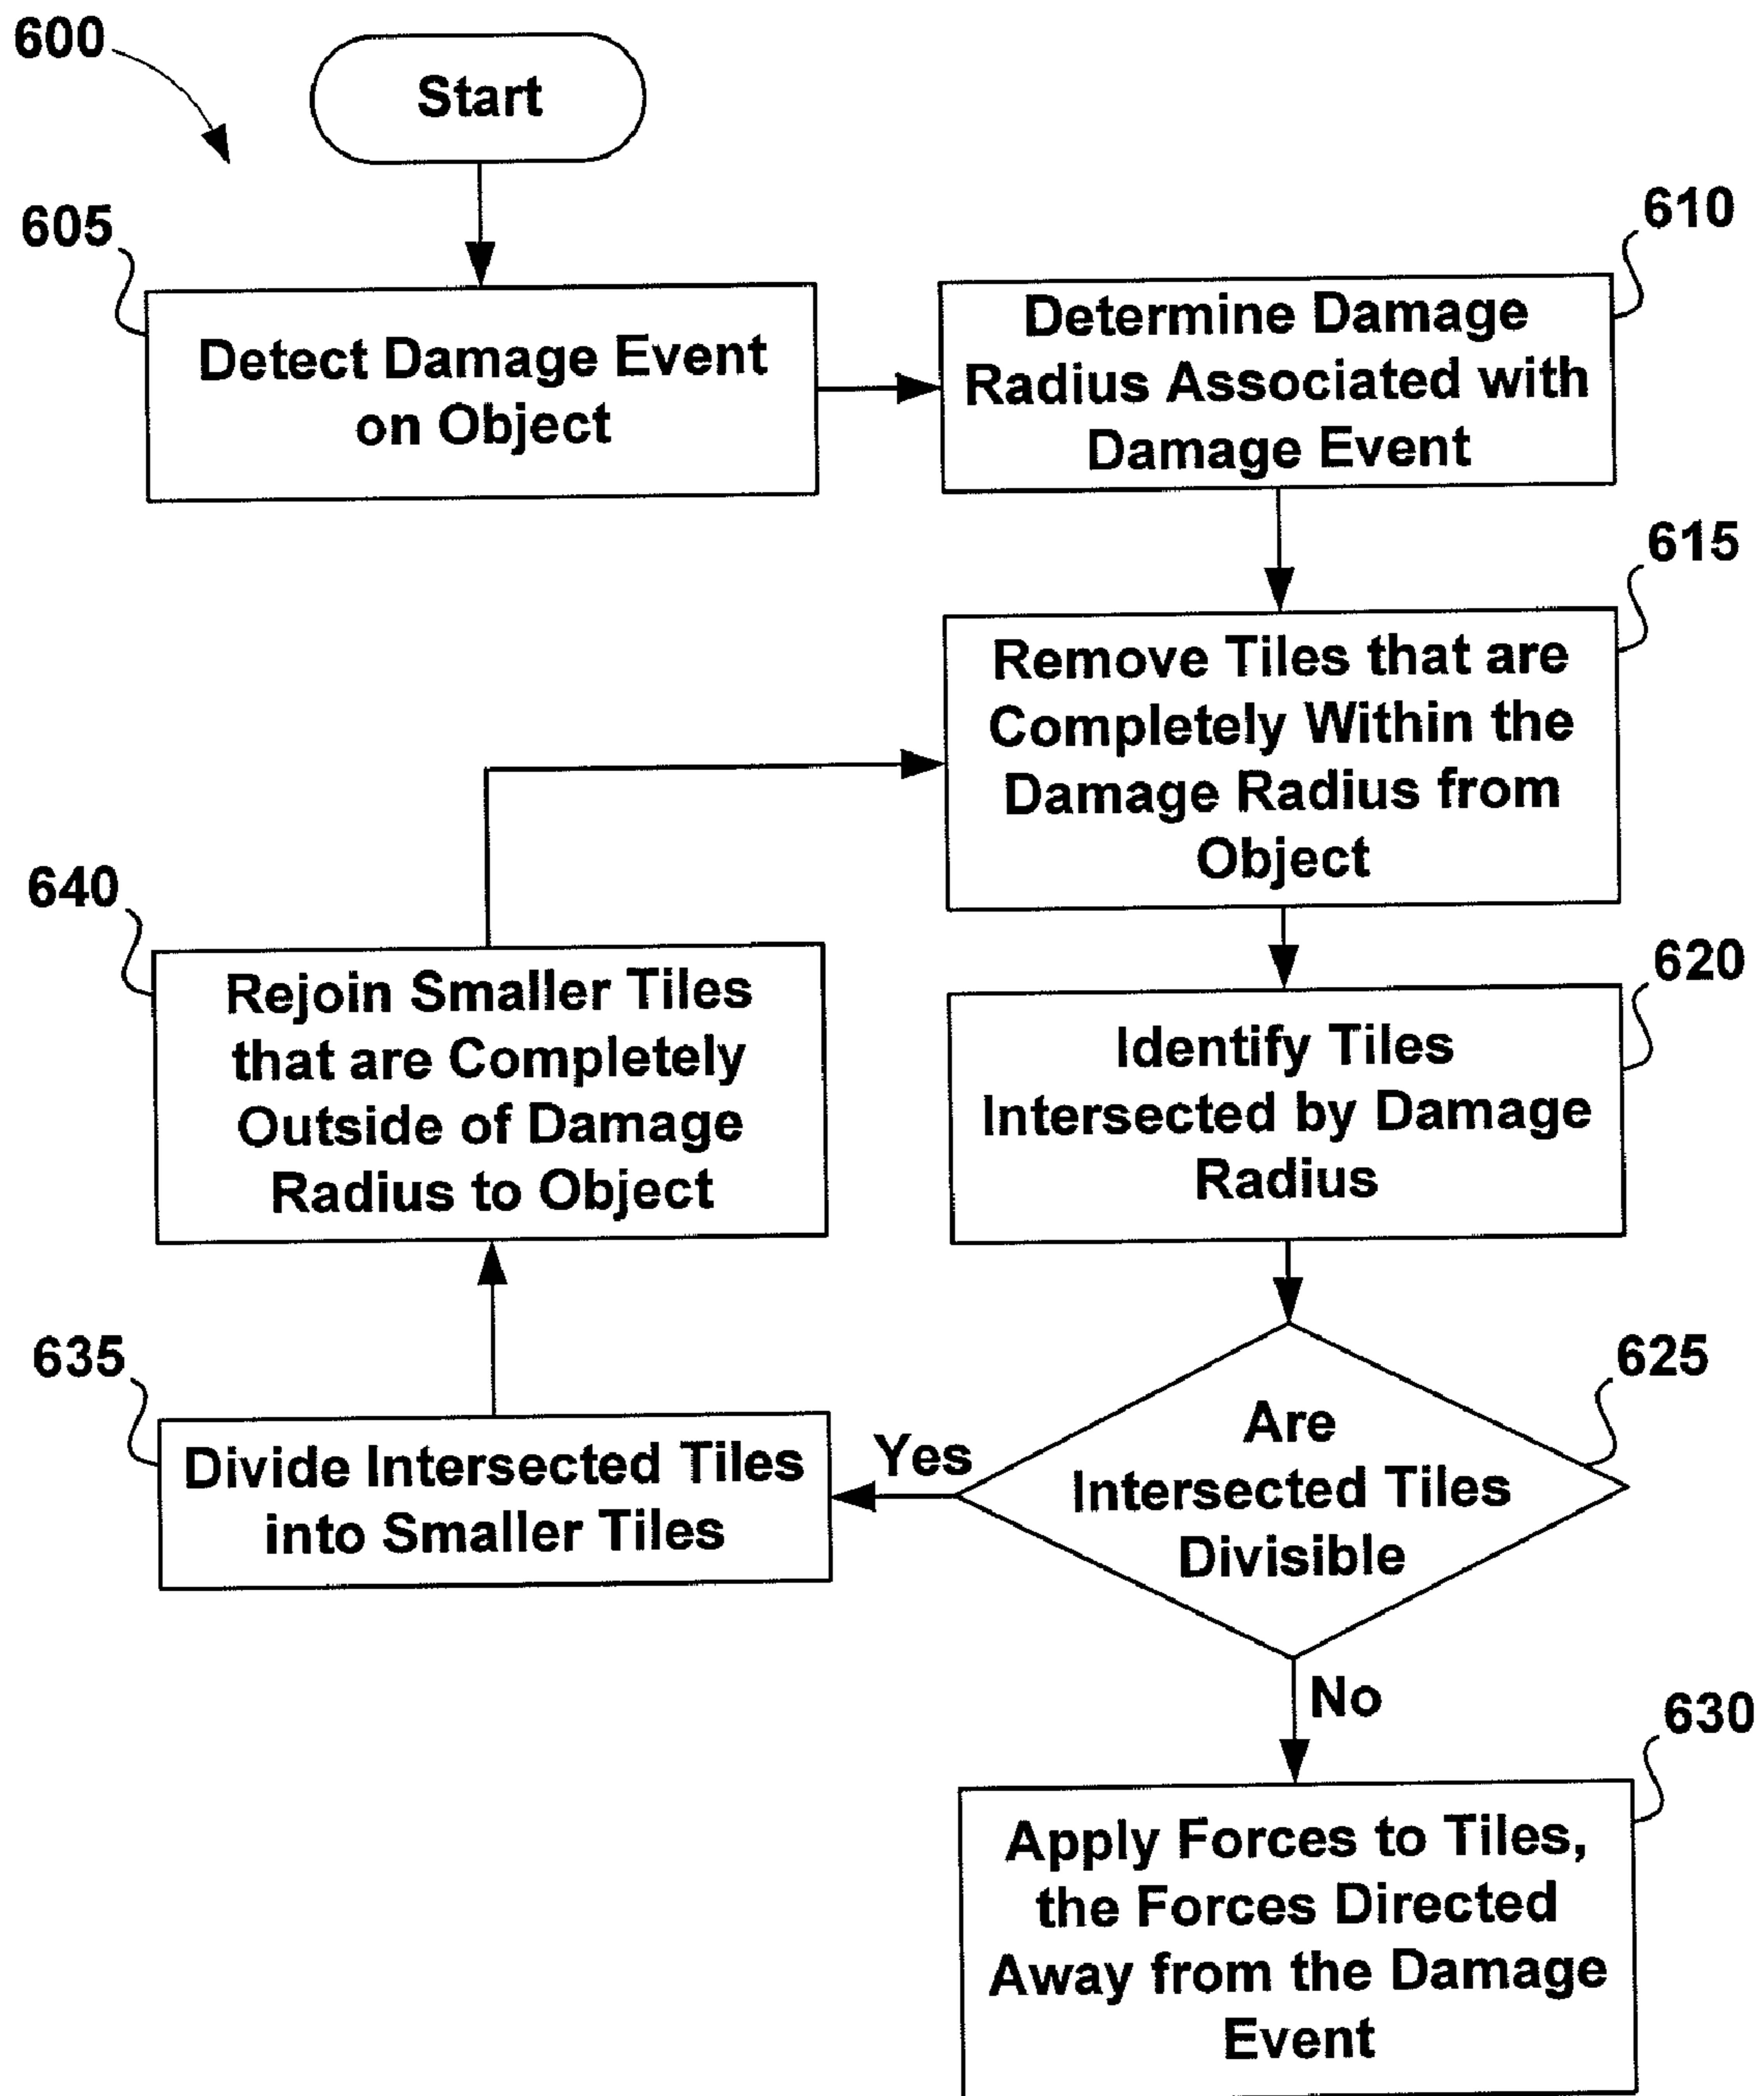 600
Start
605
Detect Damage Event
on Object
610
Determine Damage
Radius Associated with
Damage Event
615
Remove Tiles that are
Completely Within the
Damage Radius from
Object
620
Identify Tiles
Intersected by Damage
Radius
625
Are
Intersected Tiles
Divisible
Yes
635
Divide Intersected Tiles
into Smaller Tiles
640
Rejoin Smaller Tiles
that are Completely
Outside of Damage
Radius to Object
No
630
Apply Forces to Tiles,
the Forces Directed
Away from the Damage
Event